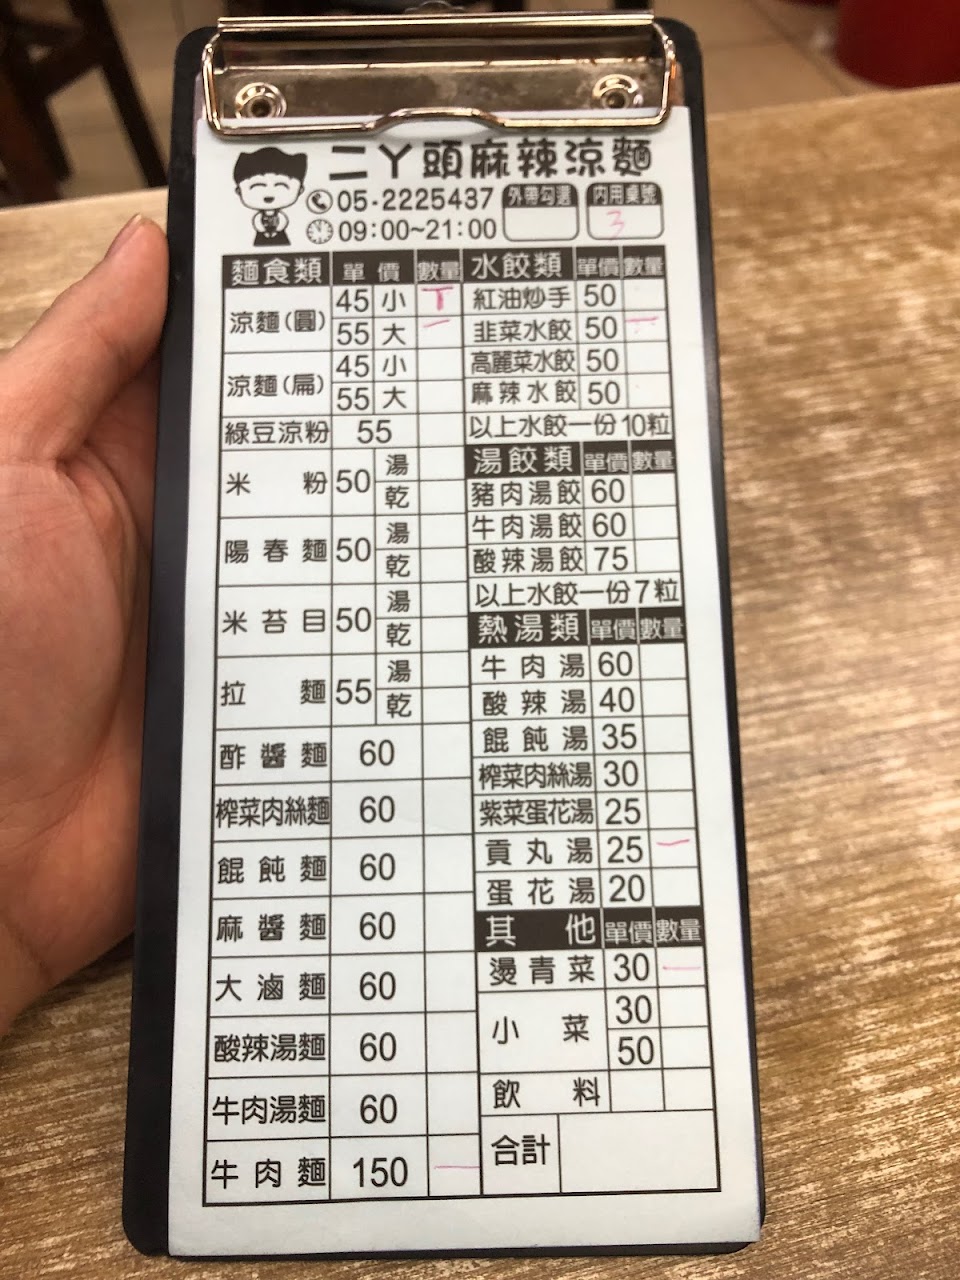 二丫頭麻辣涼麵
05-2225437
09:00~21:00
外帶勾選
內用桌號
3
麵食類 單價 數量
涼麵(圓) 45 小 T
55 大 一
涼麵(扁) 45 小
55 大
綠豆涼粉 55
米粉 50 湯
乾
陽春麵 50 湯
乾
米苔目 50 湯
乾
拉麵 55 湯
乾
酢醬麵 60
榨菜肉絲麵 60
餛飩麵 60
麻醬麵 60
大滷麵 60
酸辣湯麵 60
牛肉湯麵 60
牛肉麵 150 一
水餃類 單價 數量
紅油炒手 50
韭菜水餃 50 一
高麗菜水餃 50
麻辣水餃 50
以上水餃一份10粒
湯餃類 單價 數量
豬肉湯餃 60
牛肉湯餃 60
酸辣湯餃 75
以上水餃一份7粒
熱湯類 單價 數量
牛肉湯 60
酸辣湯 40
餛飩湯 35
榨菜肉絲湯 30
紫菜蛋花湯 25
貢丸湯 25 一
蛋花湯 20
其他 單價 數量
燙青菜 30 一
小菜 30
50
飲料
合計